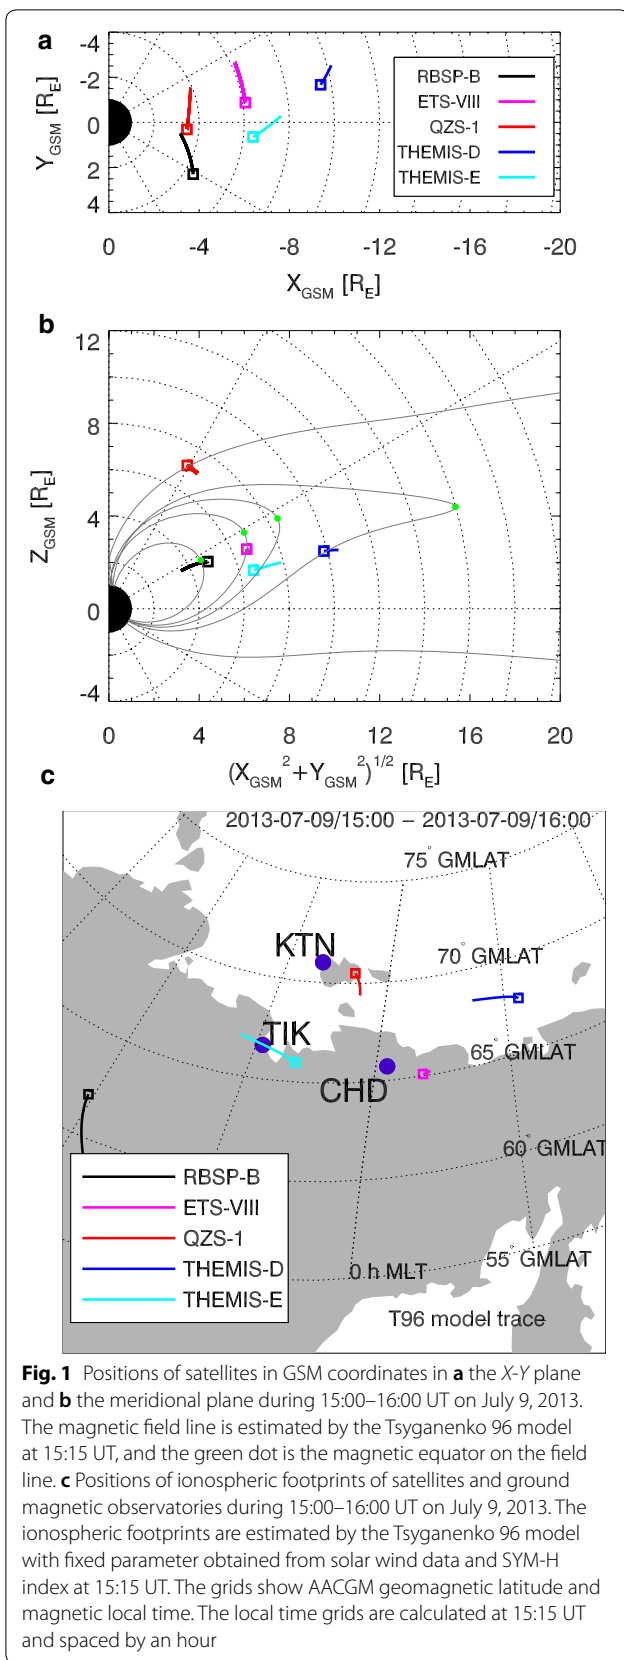 a
-4
-2
0
2
4
Y_GSM [R_E]
RBSP-B
ETS-VIII
QZS-1
THEMIS-D
THEMIS-E
0 -4 -8 -12 -16 -20
X_GSM [R_E]
b
12
8
4
0
-4
Z_GSM [R_E]
0 4 8 12 16 20
(X_GSM²+Y_GSM²)^1/2 [R_E]
c
2013-07-09/15:00 – 2013-07-09/16:00
75° GMLAT
KTN
70° GMLAT
TIK
65° GMLAT
CHD
60° GMLAT
RBSP-B
ETS-VIII
QZS-1
THEMIS-D
THEMIS-E
55° GMLAT
0 h MLT
T96 model trace
Fig. 1 Positions of satellites in GSM coordinates in a the X-Y plane
and b the meridional plane during 15:00–16:00 UT on July 9, 2013.
The magnetic field line is estimated by the Tsyganenko 96 model
at 15:15 UT, and the green dot is the magnetic equator on the field
line. c Positions of ionospheric footprints of satellites and ground
magnetic observatories during 15:00–16:00 UT on July 9, 2013. The
ionospheric footprints are estimated by the Tsyganenko 96 model
with fixed parameter obtained from solar wind data and SYM-H
index at 15:15 UT. The grids show AACGM geomagnetic latitude and
magnetic local time. The local time grids are calculated at 15:15 UT
and spaced by an hour